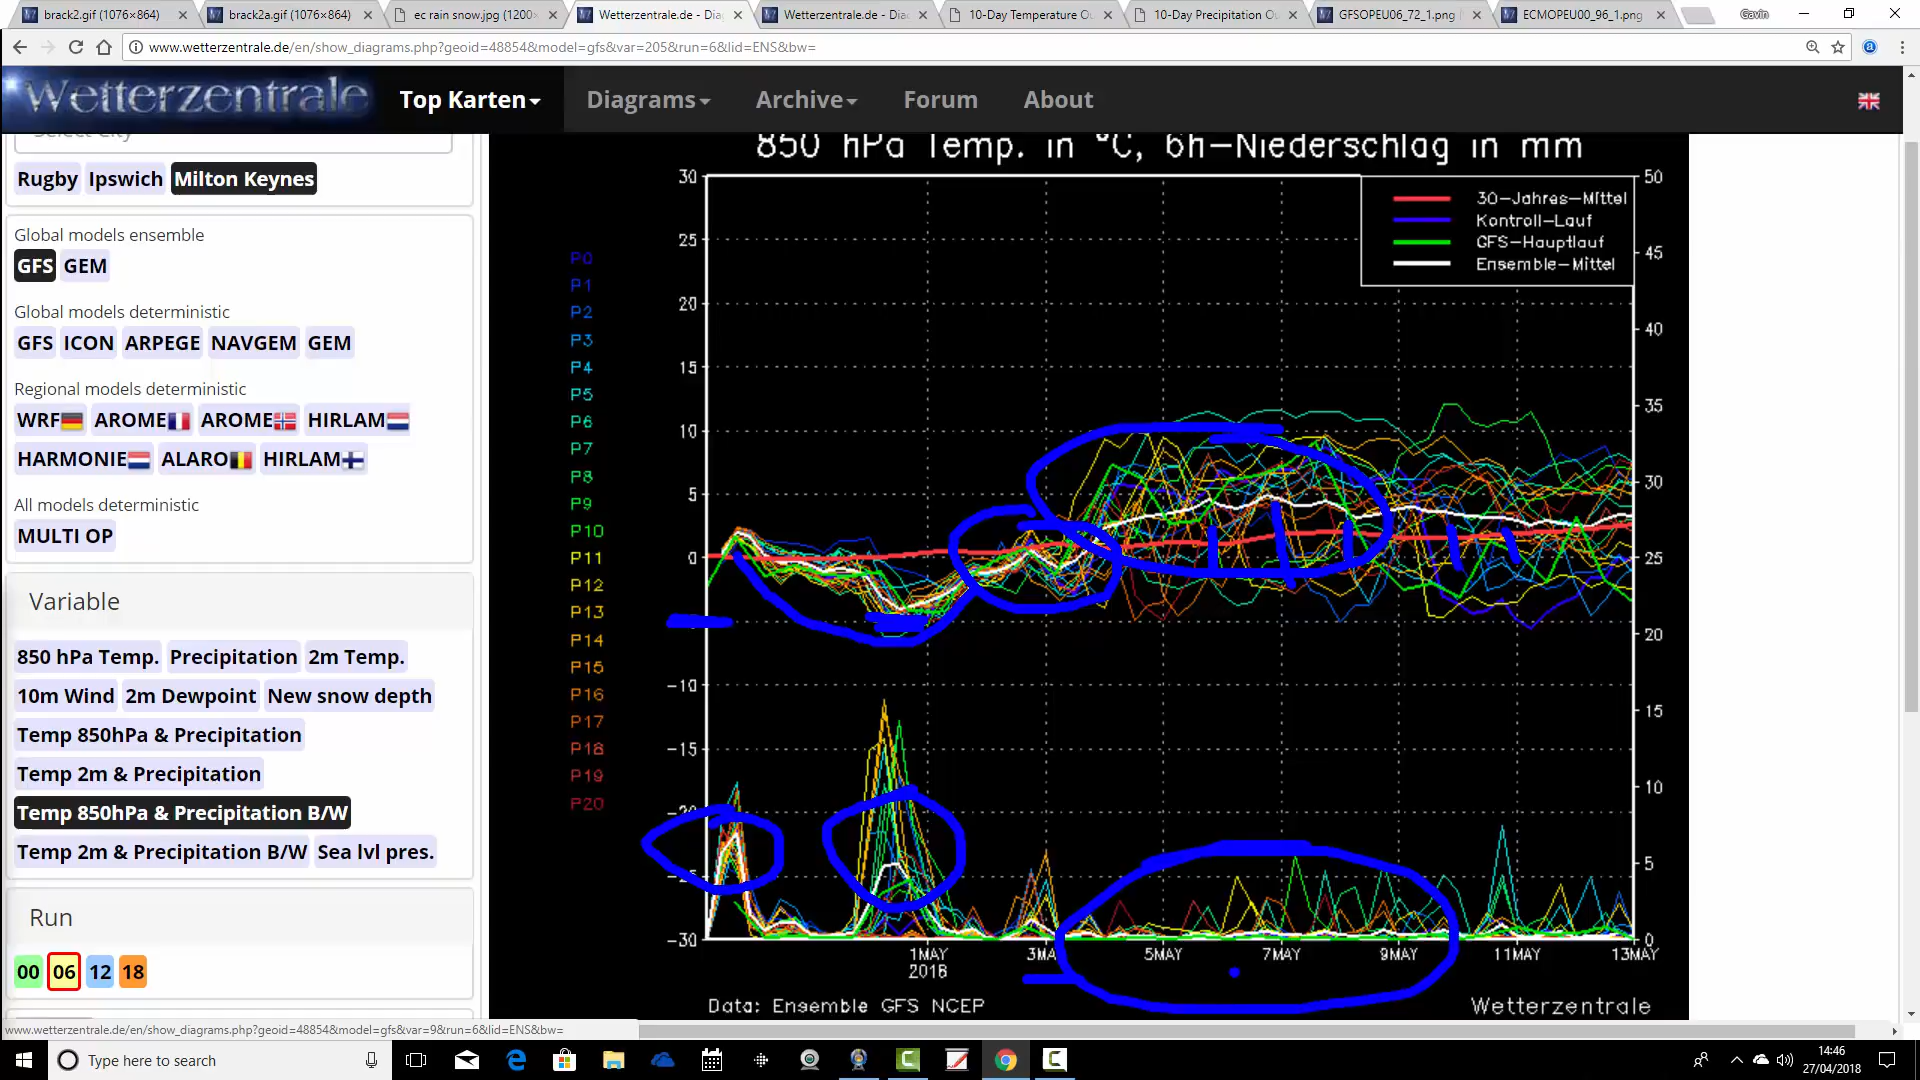 brack2.gif (1076×864)
brack2a.gif (1076×864)
ec rain snow.jpg (1200×
Wetterzentrale.de - Dia
Wetterzentrale.de - Dia
10-Day Temperature Ou
10-Day Precipitation Ou
GFSOPEU06_72_1.png
ECMOPEU00_96_1.png
Gavin
www.wetterzentrale.de/en/show_diagrams.php?geoid=48854&model=gfs&var=205&run=6&lid=ENS&bw=
Wetterzentrale
Top Karten
Diagrams
Archive
Forum
About
Select City
Rugby
Ipswich
Milton Keynes
Global models ensemble
GFS
GEM
Global models deterministic
GFS
ICON
ARPEGE
NAVGEM
GEM
Regional models deterministic
WRF
AROME
AROME
HIRLAM
HARMONIE
ALARO
HIRLAM
All models deterministic
MULTI OP
Variable
850 hPa Temp.
Precipitation
2m Temp.
10m Wind
2m Dewpoint
New snow depth
Temp 850hPa & Precipitation
Temp 2m & Precipitation
Temp 850hPa & Precipitation B/W
Temp 2m & Precipitation B/W
Sea lvl pres.
Run
00
06
12
18
www.wetterzentrale.de/en/show_diagrams.php?geoid=48854&model=gfs&var=9&run=6&lid=ENS&bw=
850 hPa Temp. in °C, 6h-Niederschlag in mm
30-Jahres-Mittel
Kontroll-Lauf
GFS-Hauptlauf
Ensemble-Mittel
P0
P1
P2
P3
P4
P5
P6
P7
P8
P9
P10
P11
P12
P13
P14
P15
P16
P17
P18
P19
P20
30
25
20
15
10
5
0
-10
-15
-30
50
45
40
35
30
25
20
15
10
5
0
1MAY
2018
3MA
5MAY
7MAY
9MAY
11MAY
13MAY
Data: Ensemble GFS NCEP
Wetterzentrale
Type here to search
14:46
27/04/2018